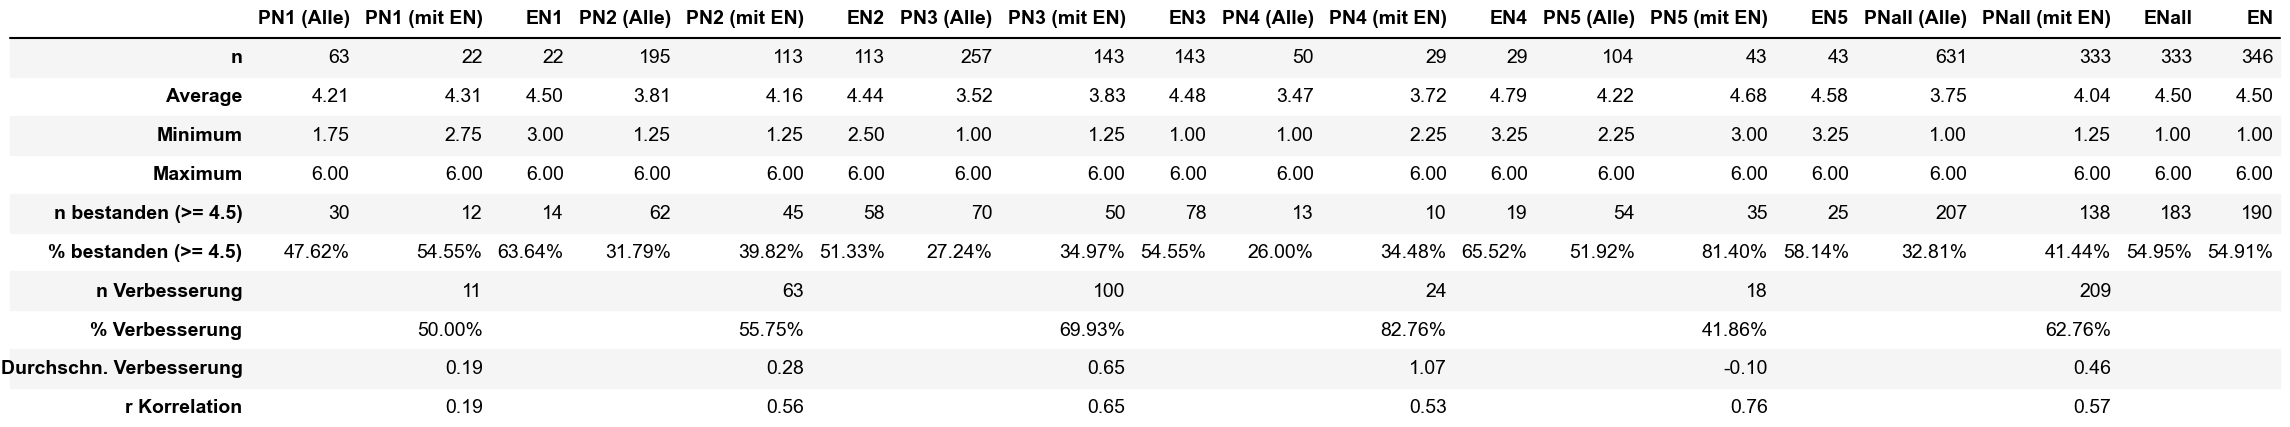 PN1 (Alle) PN1 (mit EN) EN1 PN2 (Alle) PN2 (mit EN) EN2 PN3 (Alle) PN3 (mit EN) EN3 PN4 (Alle) PN4 (mit EN) EN4 PN5 (Alle) PN5 (mit EN) EN5 PNall (Alle) PNall (mit EN) ENall EN
n 63 22 22 195 113 113 257 143 143 50 29 29 104 43 43 631 333 333 346
Average 4.21 4.31 4.50 3.81 4.16 4.44 3.52 3.83 4.48 3.47 3.72 4.79 4.22 4.68 4.58 3.75 4.04 4.50 4.50
Minimum 1.75 2.75 3.00 1.25 1.25 2.50 1.00 1.25 1.00 1.00 2.25 3.25 2.25 3.00 3.25 1.00 1.25 1.00 1.00
Maximum 6.00 6.00 6.00 6.00 6.00 6.00 6.00 6.00 6.00 6.00 6.00 6.00 6.00 6.00 6.00 6.00 6.00 6.00 6.00
n bestanden (>= 4.5) 30 12 14 62 45 58 70 50 78 13 10 19 54 35 25 207 138 183 190
% bestanden (>= 4.5) 47.62% 54.55% 63.64% 31.79% 39.82% 51.33% 27.24% 34.97% 54.55% 26.00% 34.48% 65.52% 51.92% 81.40% 58.14% 32.81% 41.44% 54.95% 54.91%
n Verbesserung 11 63 100 24 18 209
% Verbesserung 50.00% 55.75% 69.93% 82.76% 41.86% 62.76%
Durchschn. Verbesserung 0.19 0.28 0.65 1.07 -0.10 0.46
r Korrelation 0.19 0.56 0.65 0.53 0.76 0.57